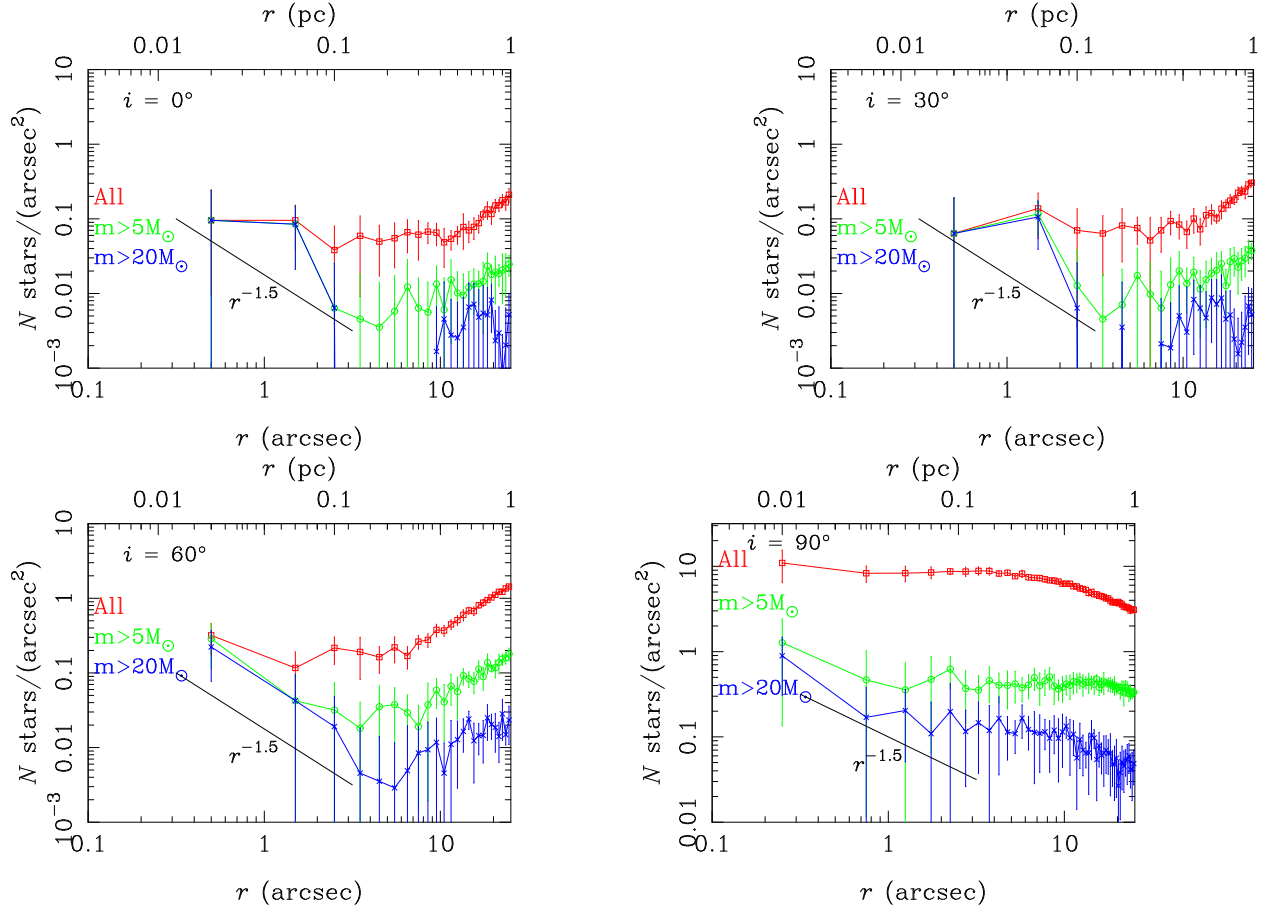 r (pc)
0.01 0.1 1
i = 0°
All
m>5M⊙
m>20M⊙
r^−1.5
N stars/(arcsec²)
10^−3 0.01 0.1 1 10
0.1 1 10
r (arcsec)
r (pc)
0.01 0.1 1
i = 30°
All
m>5M⊙
m>20M⊙
r^−1.5
N stars/(arcsec²)
10^−3 0.01 0.1 1 10
0.1 1 10
r (arcsec)
r (pc)
0.01 0.1 1
i = 60°
All
m>5M⊙
m>20M⊙
r^−1.5
N stars/(arcsec²)
10^−3 0.01 0.1 1 10
0.1 1 10
r (arcsec)
r (pc)
0.01 0.1 1
i = 90°
All
m>5M⊙
m>20M⊙
r^−1.5
N stars/(arcsec²)
0.01 0.1 1 10
0.1 1 10
r (arcsec)